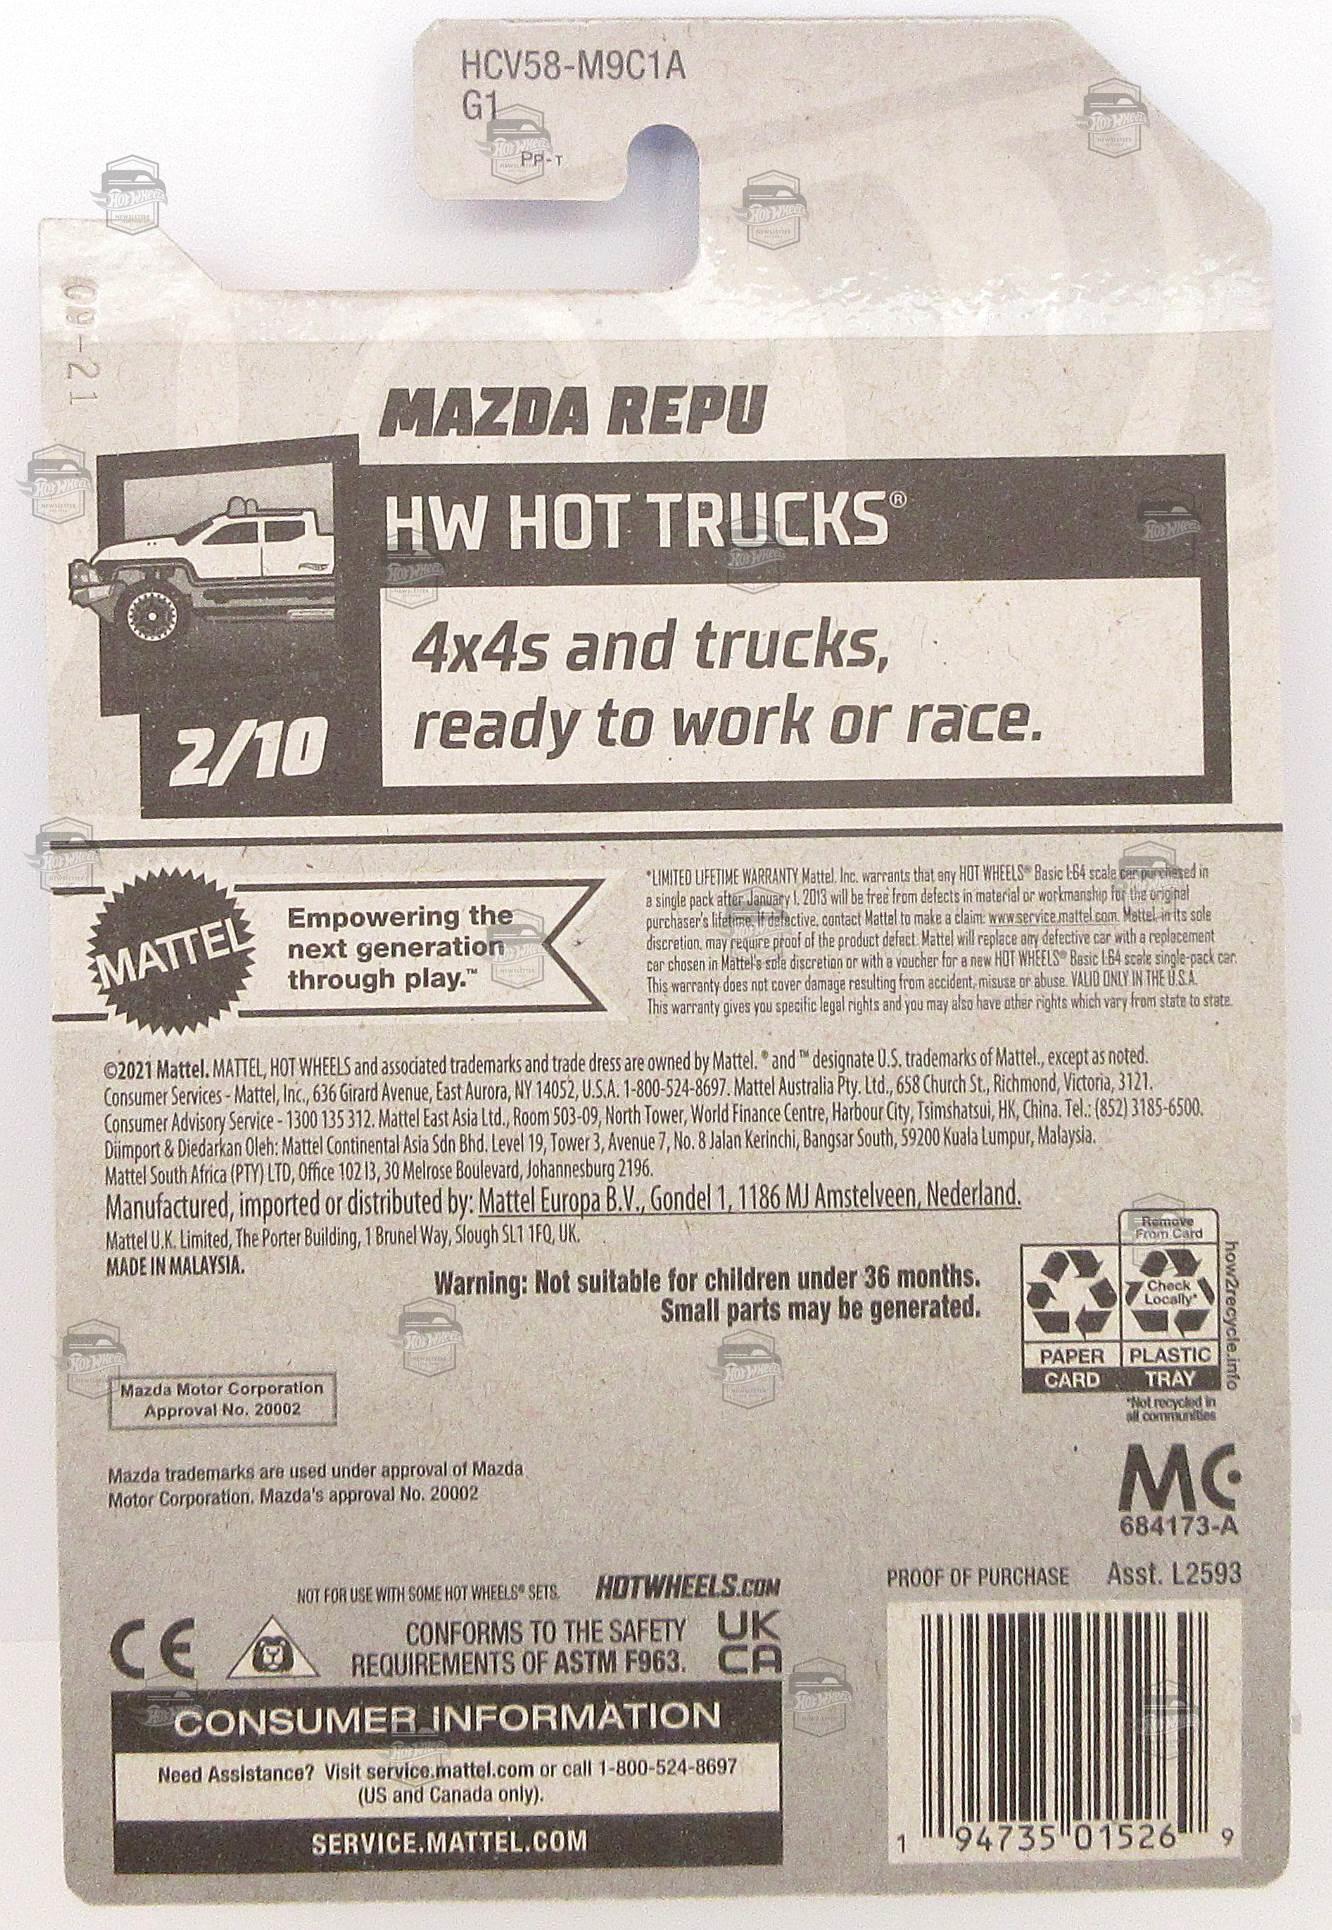 HCV58-M9C1A
G1
PP-T
09-21
MAZDA REPU
HW HOT TRUCKS®
4x4s and trucks,
ready to work or race.
2/10
MATTEL
Empowering the
next generation
through play.™
*LIMITED LIFETIME WARRANTY Mattel, Inc. warrants that any HOT WHEELS® Basic 1:64 scale car purchased in
a single pack after January 1, 2013 will be free from defects in material or workmanship for the original
purchaser's lifetime. If defective, contact Mattel to make a claim: www.service.mattel.com. Mattel, in its sole
discretion, may require proof of the product defect. Mattel will replace any defective car with a replacement
car chosen in Mattel's sole discretion or with a voucher for a new HOT WHEELS® Basic 1:64 scale single-pack car.
This warranty does not cover damage resulting from accident, misuse or abuse. VALID ONLY IN THE U.S.A.
This warranty gives you specific legal rights and you may also have other rights which vary from state to state.
©2021 Mattel. MATTEL, HOT WHEELS and associated trademarks and trade dress are owned by Mattel. ® and ™ designate U.S. trademarks of Mattel., except as noted.
Consumer Services - Mattel, Inc., 636 Girard Avenue, East Aurora, NY 14052, U.S.A. 1-800-524-8697. Mattel Australia Pty. Ltd., 658 Church St., Richmond, Victoria, 3121.
Consumer Advisory Service - 1300 135 312. Mattel East Asia Ltd., Room 503-09, North Tower, World Finance Centre, Harbour City, Tsimshatsui, HK, China. Tel.: (852) 3185-6500.
Diimport & Diedarkan Oleh: Mattel Continental Asia Sdn Bhd. Level 19, Tower 3, Avenue 7, No. 8 Jalan Kerinchi, Bangsar South, 59200 Kuala Lumpur, Malaysia.
Mattel South Africa (PTY) LTD, Office 102 I3, 30 Melrose Boulevard, Johannesburg 2196.
Manufactured, imported or distributed by: Mattel Europa B.V., Gondel 1, 1186 MJ Amstelveen, Nederland.
Mattel U.K. Limited, The Porter Building, 1 Brunel Way, Slough SL1 1FQ, UK.
MADE IN MALAYSIA.
Warning: Not suitable for children under 36 months.
Small parts may be generated.
Remove
From Card
Check
Locally*
PAPER
PLASTIC
CARD
TRAY
how2recycle.info
*Not recycled in
all communities
Mazda Motor Corporation
Approval No. 20002
Mazda trademarks are used under approval of Mazda
Motor Corporation. Mazda's approval No. 20002
MC
684173-A
NOT FOR USE WITH SOME HOT WHEELS® SETS.
HOTWHEELS.COM
PROOF OF PURCHASE
Asst. L2593
CE
CONFORMS TO THE SAFETY
REQUIREMENTS OF ASTM F963.
UK
CA
CONSUMER INFORMATION
Need Assistance? Visit service.mattel.com or call 1-800-524-8697
(US and Canada only).
SERVICE.MATTEL.COM
1 94735 01526 9